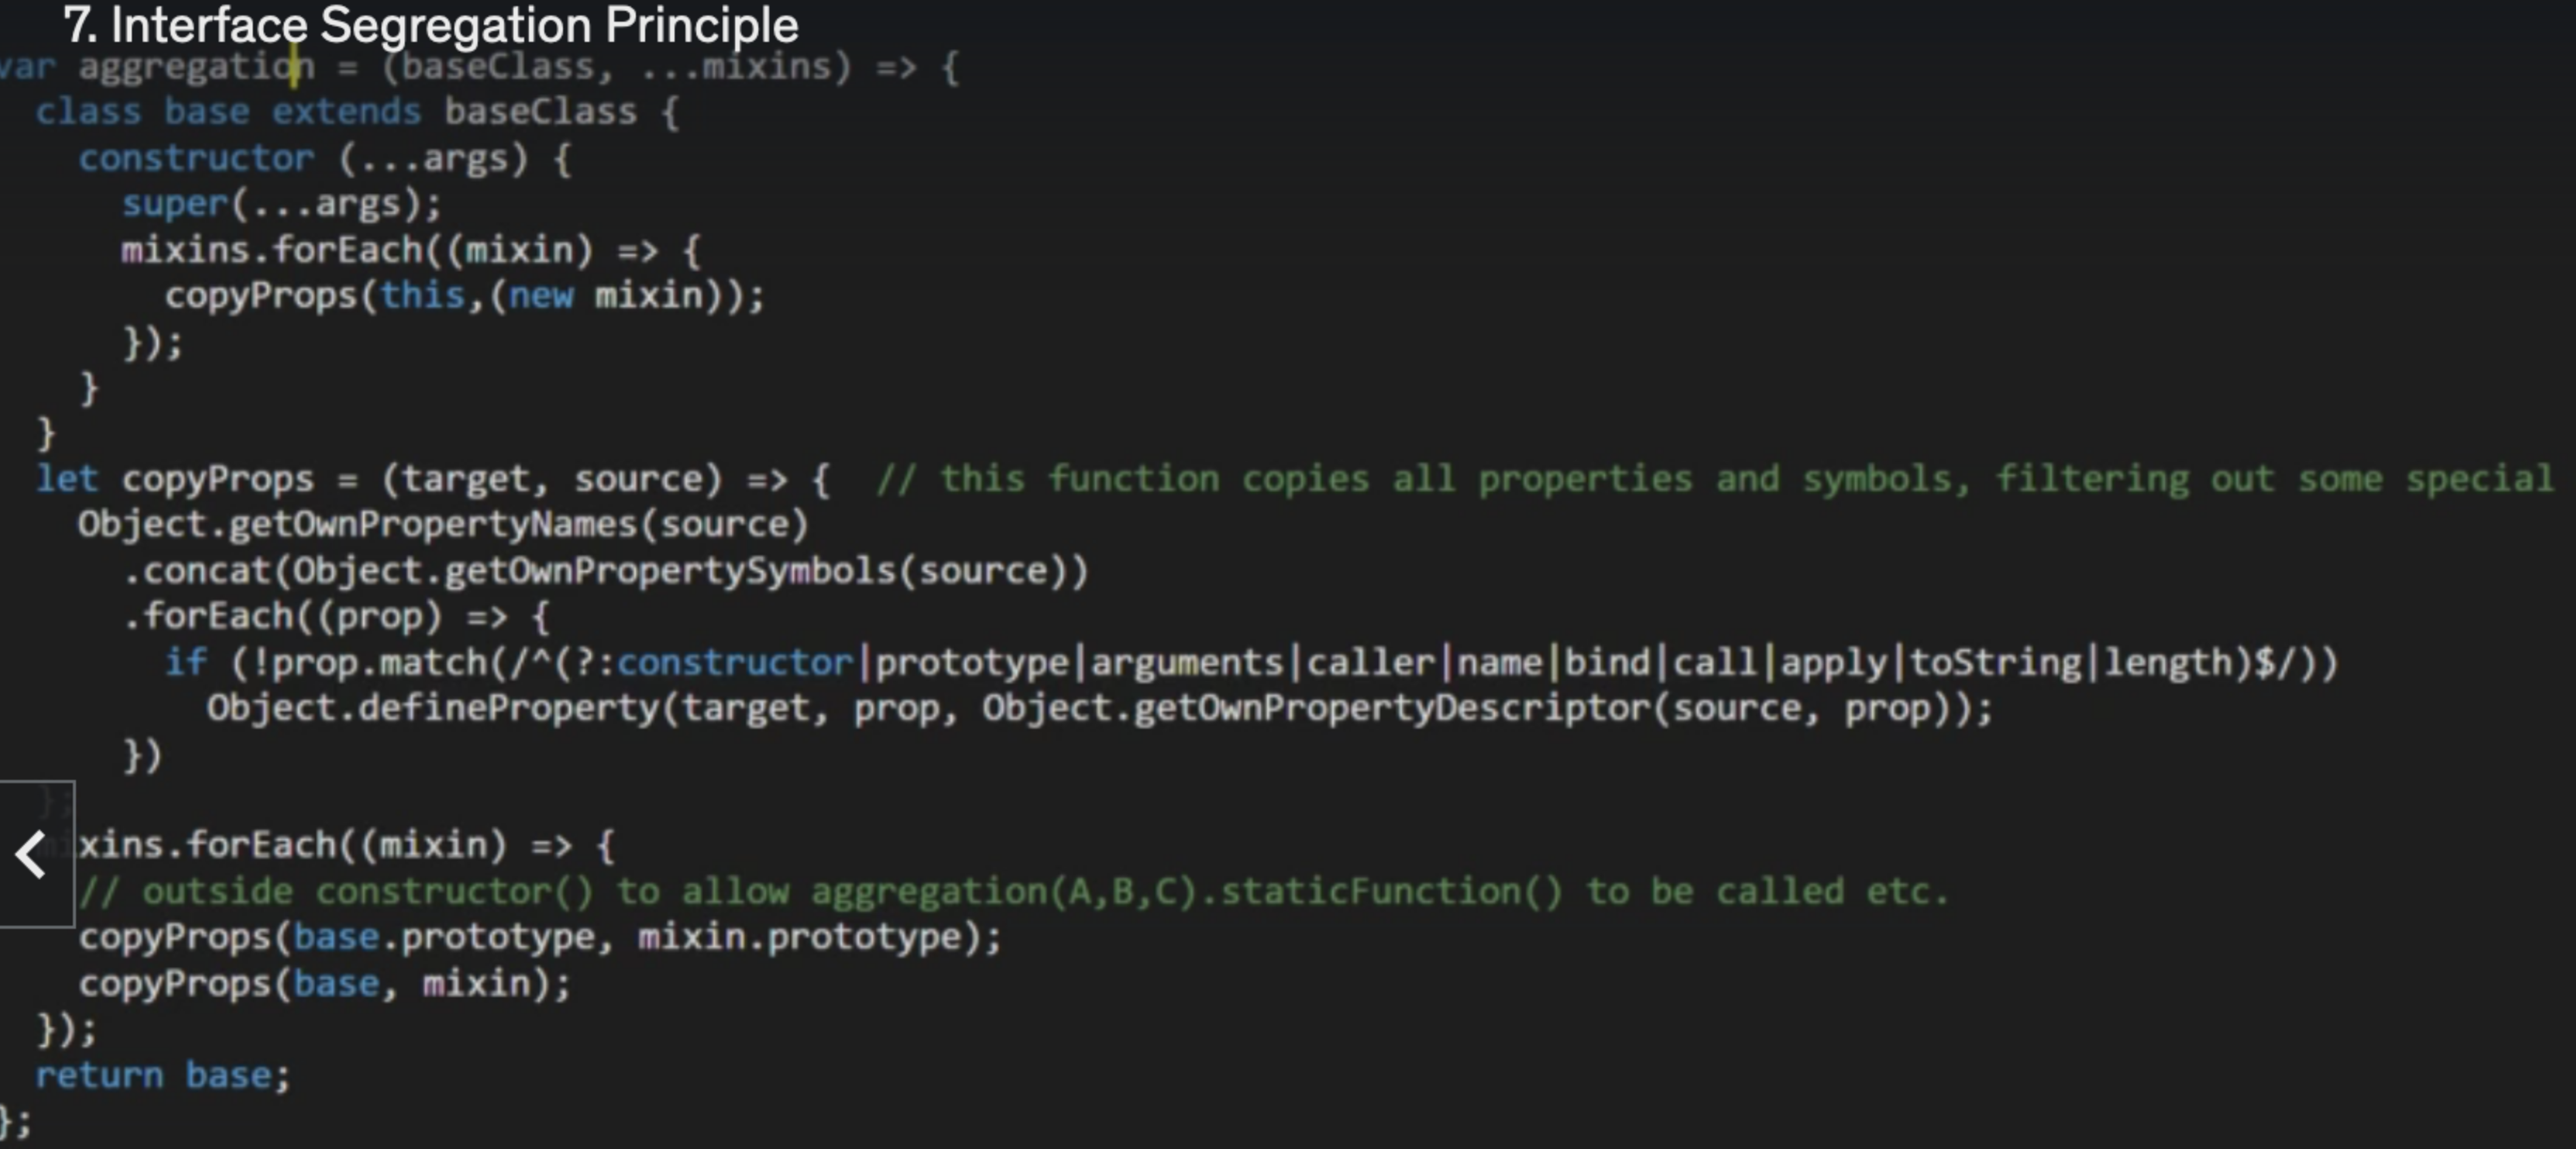 7. Interface Segregation Principle
var aggregation = (baseClass, ...mixins) => {
class base extends baseClass {
constructor (...args) {
super(...args);
mixins.forEach((mixin) => {
copyProps(this,(new mixin));
});
}
}
let copyProps = (target, source) => {  // this function copies all properties and symbols, filtering out some special
Object.getOwnPropertyNames(source)
.concat(Object.getOwnPropertySymbols(source))
.forEach((prop) => {
if (!prop.match(/^(?:constructor|prototype|arguments|caller|name|bind|call|apply|toString|length)$/))
Object.defineProperty(target, prop, Object.getOwnPropertyDescriptor(source, prop));
})
};
mixins.forEach((mixin) => {
// outside constructor() to allow aggregation(A,B,C).staticFunction() to be called etc.
copyProps(base.prototype, mixin.prototype);
copyProps(base, mixin);
});
return base;
};